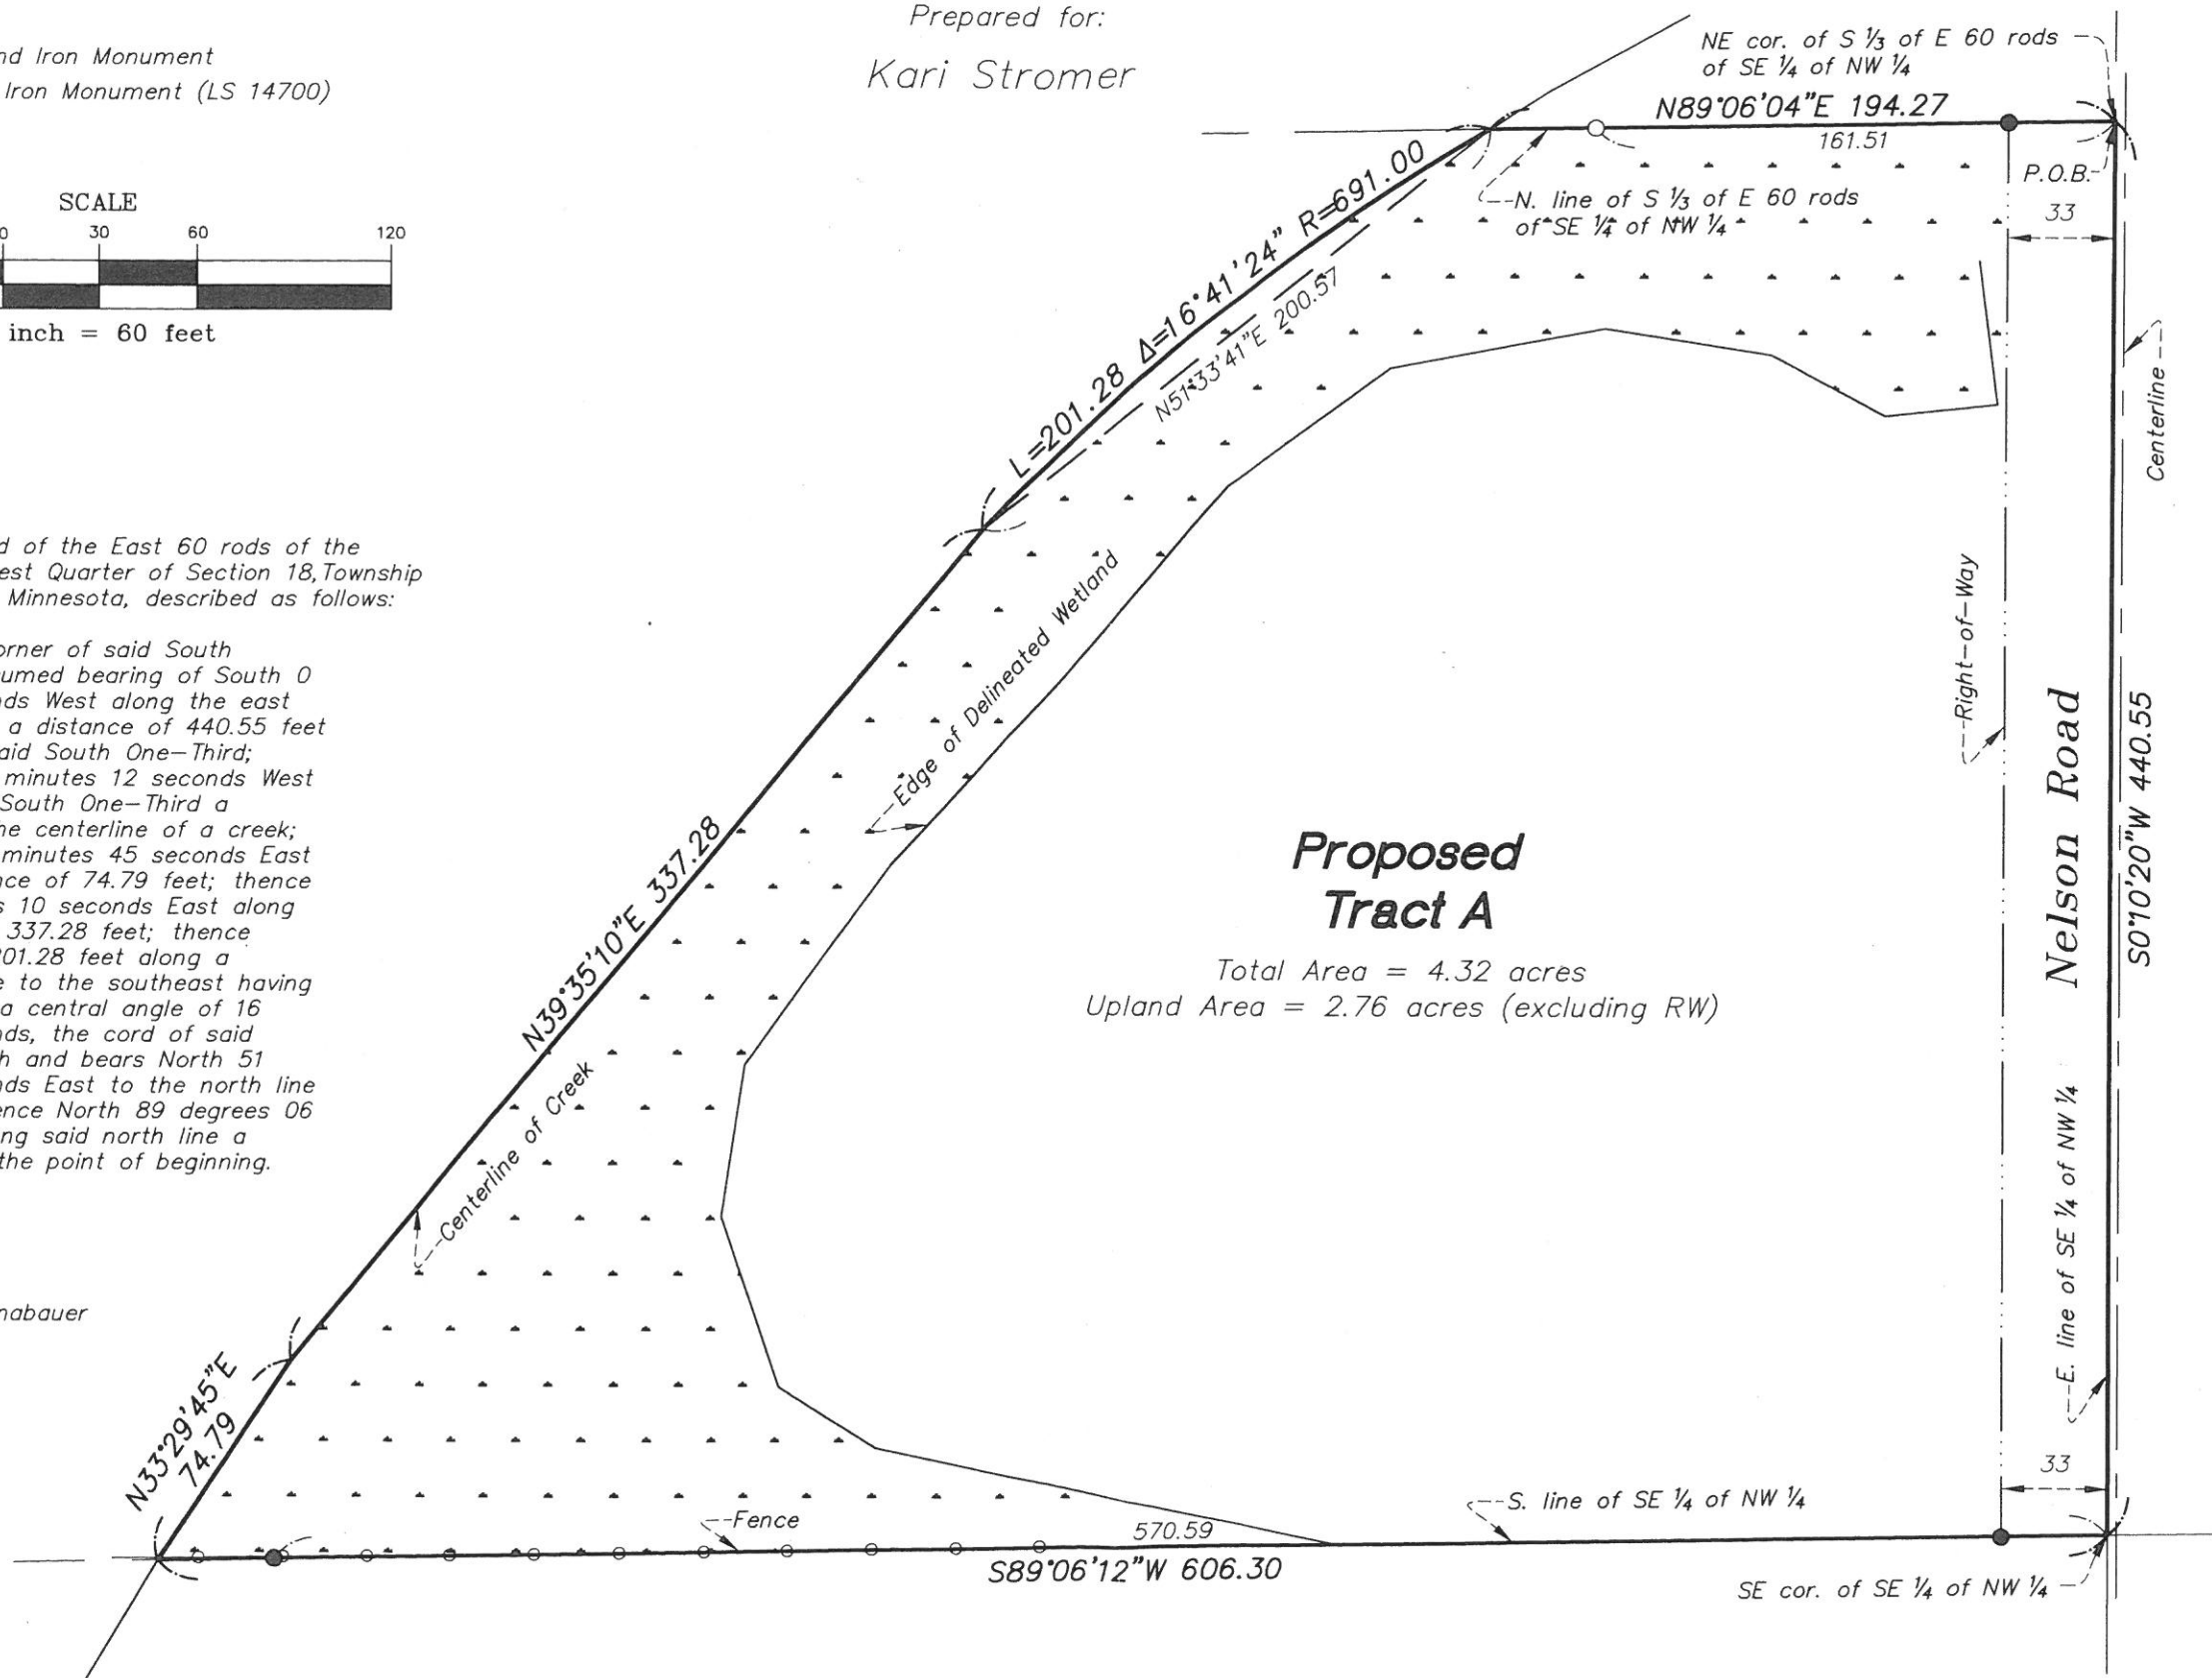 Prepared for:
Kari Stromer
nd Iron Monument
Iron Monument (LS 14700)
SCALE
0 30 60 120
inch = 60 feet
d of the East 60 rods of the
est Quarter of Section 18, Township
Minnesota, described as follows:
orner of said South
umed bearing of South 0
nds West along the east
a distance of 440.55 feet
aid South One-Third;
minutes 12 seconds West
South One-Third a
he centerline of a creek;
minutes 45 seconds East
nce of 74.79 feet; thence
s 10 seconds East along
337.28 feet; thence
201.28 feet along a
e to the southeast having
a central angle of 16
nds, the cord of said
h and bears North 51
nds East to the north line
ence North 89 degrees 06
ng said north line a
the point of beginning.
nabauer
NE cor. of S 1/3 of E 60 rods
of SE 1/4 of NW 1/4
N89°06'04"E 194.27
161.51
P.O.B.
33
N. line of S 1/3 of E 60 rods
of SE 1/4 of NW 1/4
L=201.28 Δ=16°41'24" R=691.00
N51°33'41"E 200.57
Centerline
Edge of Delineated Wetland
Right-of-Way
Nelson Road
S0°10'20"W 440.55
N39°35'10"E 337.28
Proposed
Tract A
Total Area = 4.32 acres
Upland Area = 2.76 acres (excluding RW)
Centerline of Creek
E. line of SE 1/4 of NW 1/4
N33°29'45"E
74.79
33
Fence
570.59
S. line of SE 1/4 of NW 1/4
S89°06'12"W 606.30
SE cor. of SE 1/4 of NW 1/4